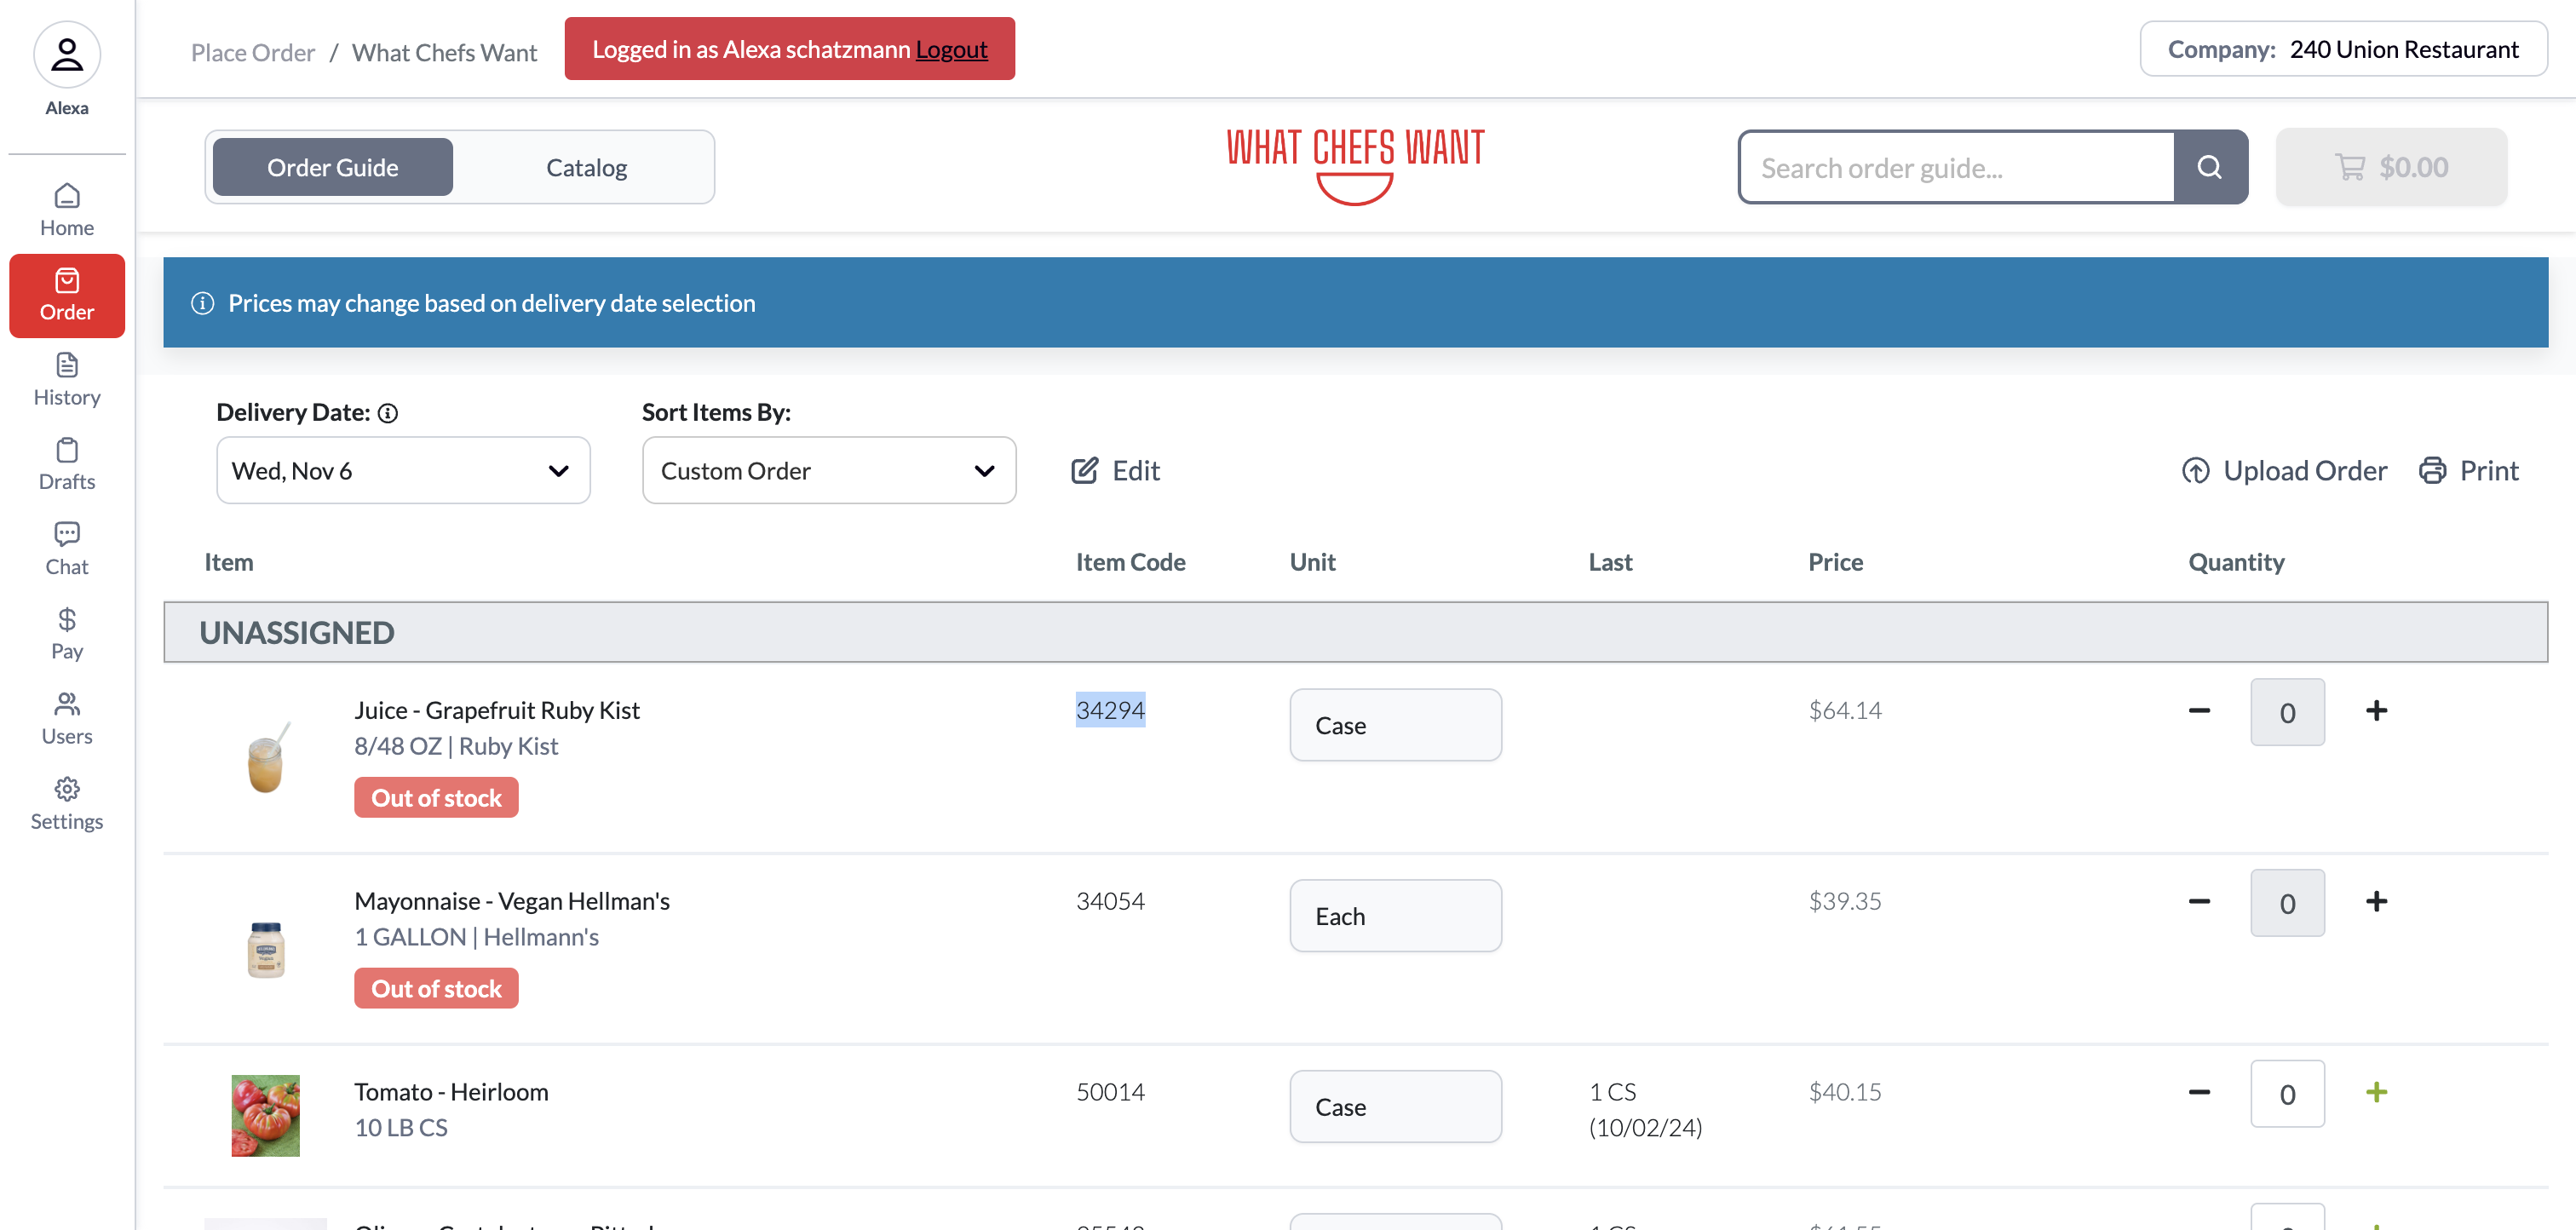 Alexa
Home
Order
History
Drafts
Chat
Pay
Users
Settings
Place Order / What Chefs Want
Logged in as Alexa schatzmann Logout
Company: 240 Union Restaurant
Order Guide
Catalog
WHAT CHEFS WANT
Search order guide...
$0.00
Prices may change based on delivery date selection
Delivery Date:
Wed, Nov 6
Sort Items By:
Custom Order
Edit
Upload Order
Print
Item Item Code Unit Last Price Quantity
UNASSIGNED
Juice - Grapefruit Ruby Kist 34294 Case $64.14 0
8/48 OZ | Ruby Kist
Out of stock
Mayonnaise - Vegan Hellman's 34054 Each $39.35 0
1 GALLON | Hellmann's
Out of stock
Tomato - Heirloom 50014 Case 1 CS $40.15 0
10 LB CS (10/02/24)